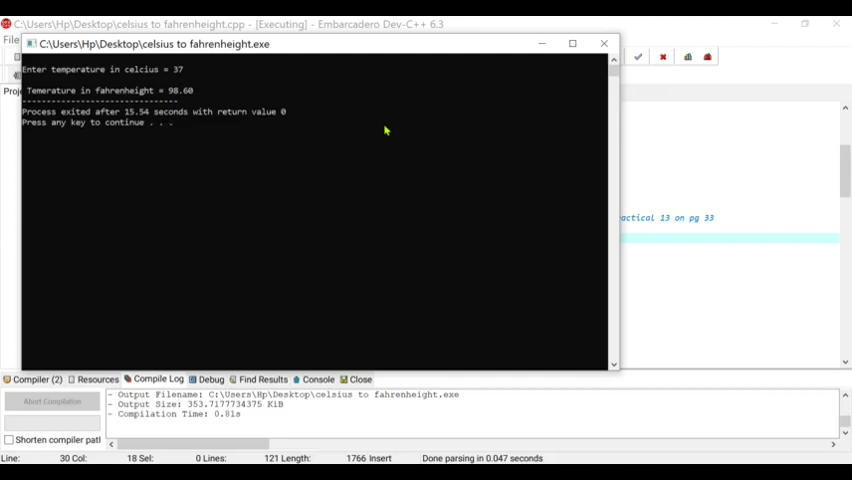 C:\Users\Hp\Desktop\celsius to fahrenheight.cpp - [Executing] - Embarcadero Dev-C++ 6.3
File
C:\Users\Hp\Desktop\celsius to fahrenheight.exe
Proje
Enter temperature in celcius = 37
Temerature in fahrenheight = 98.60
--------------------------------
Process exited after 15.54 seconds with return value 0
Press any key to continue . . .
actical 13 on pg 33
Compiler (2) Resources Compile Log Debug Find Results Console Close
Abort Compilation
Shorten compiler path
- Output Filename: C:\Users\Hp\Desktop\celsius to fahrenheight.exe
- Output Size: 353.7177734375 KiB
- Compilation Time: 0.81s
Line: 30 Col: 18 Sel: 0 Lines: 121 Length: 1766 Insert Done parsing in 0.047 seconds